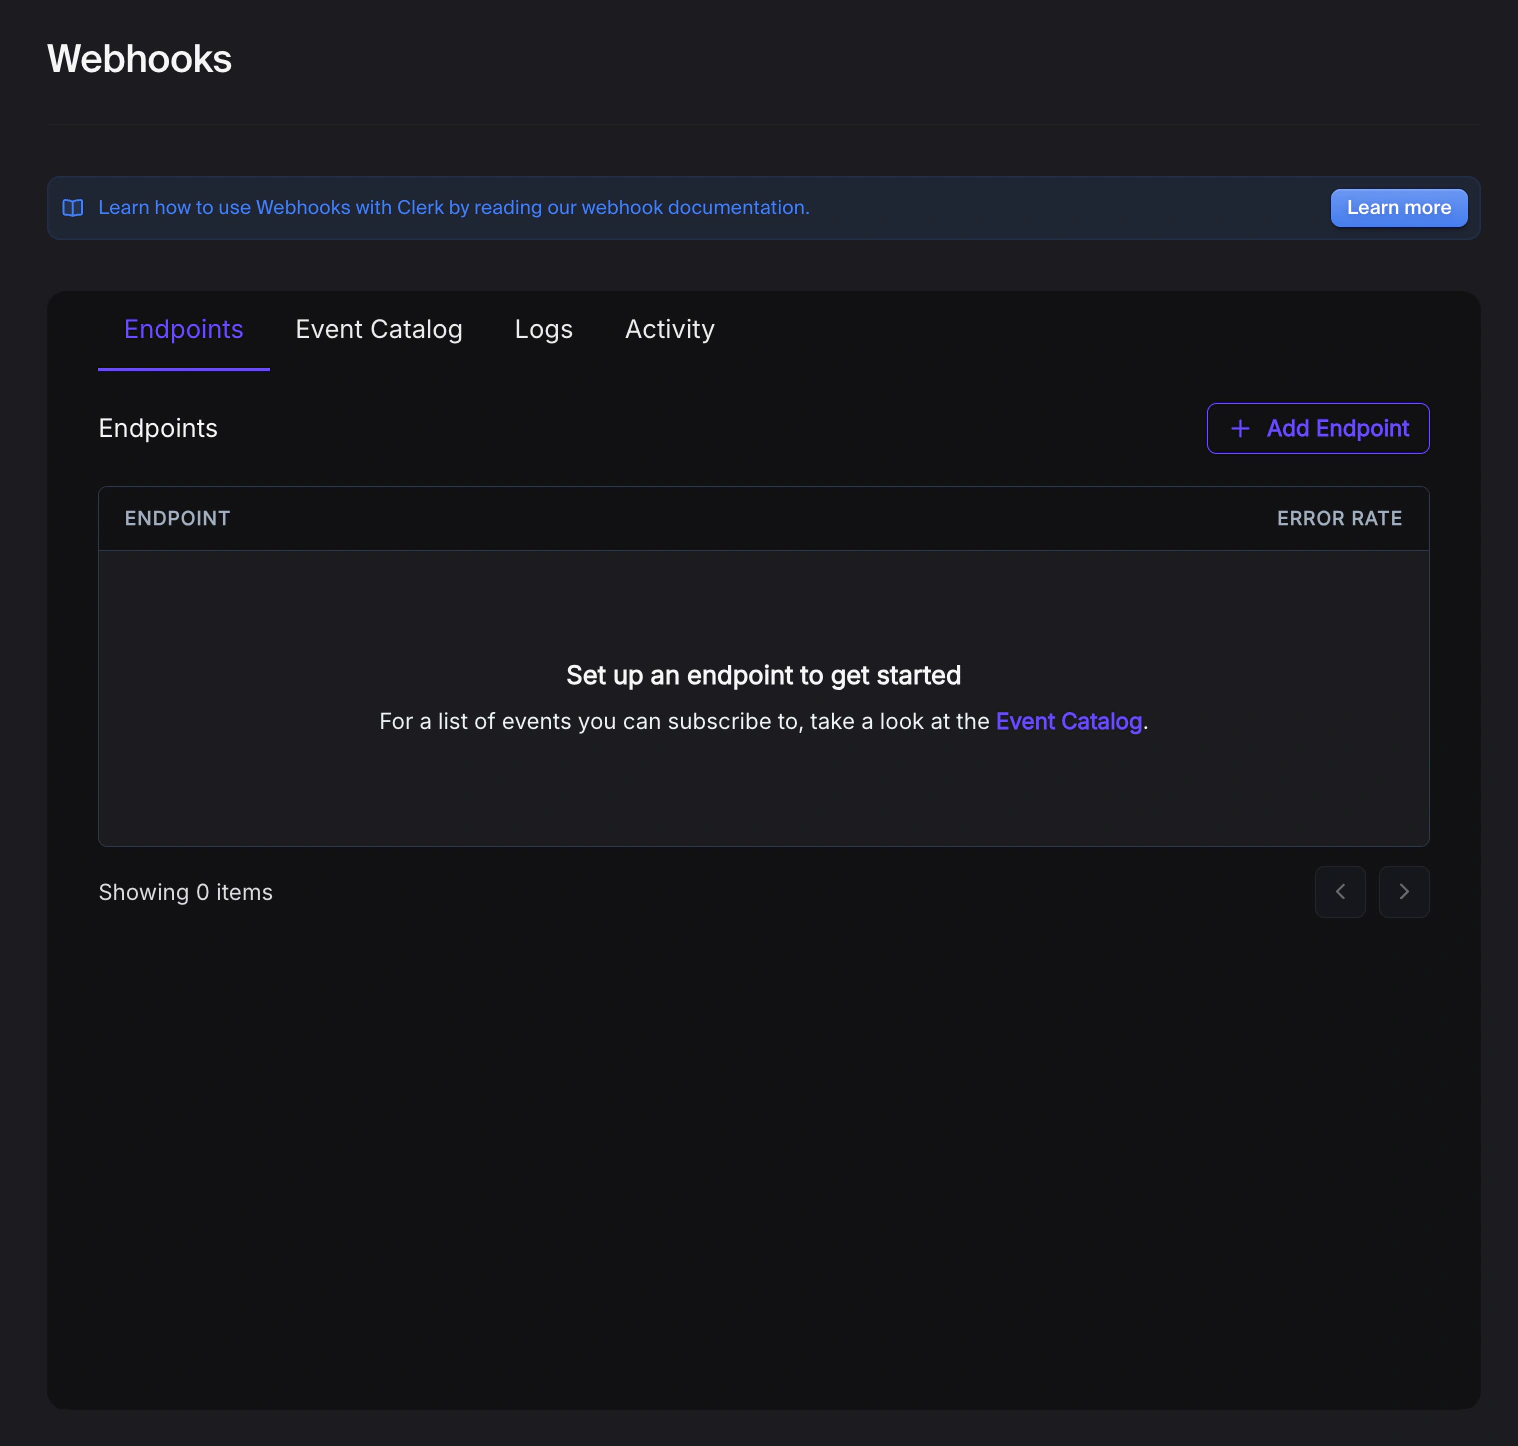 Webhooks
Learn how to use Webhooks with Clerk by reading our webhook documentation.
Learn more
Endpoints Event Catalog Logs Activity
Endpoints
Add Endpoint
ENDPOINT ERROR RATE
Set up an endpoint to get started
For a list of events you can subscribe to, take a look at the Event Catalog.
Showing 0 items